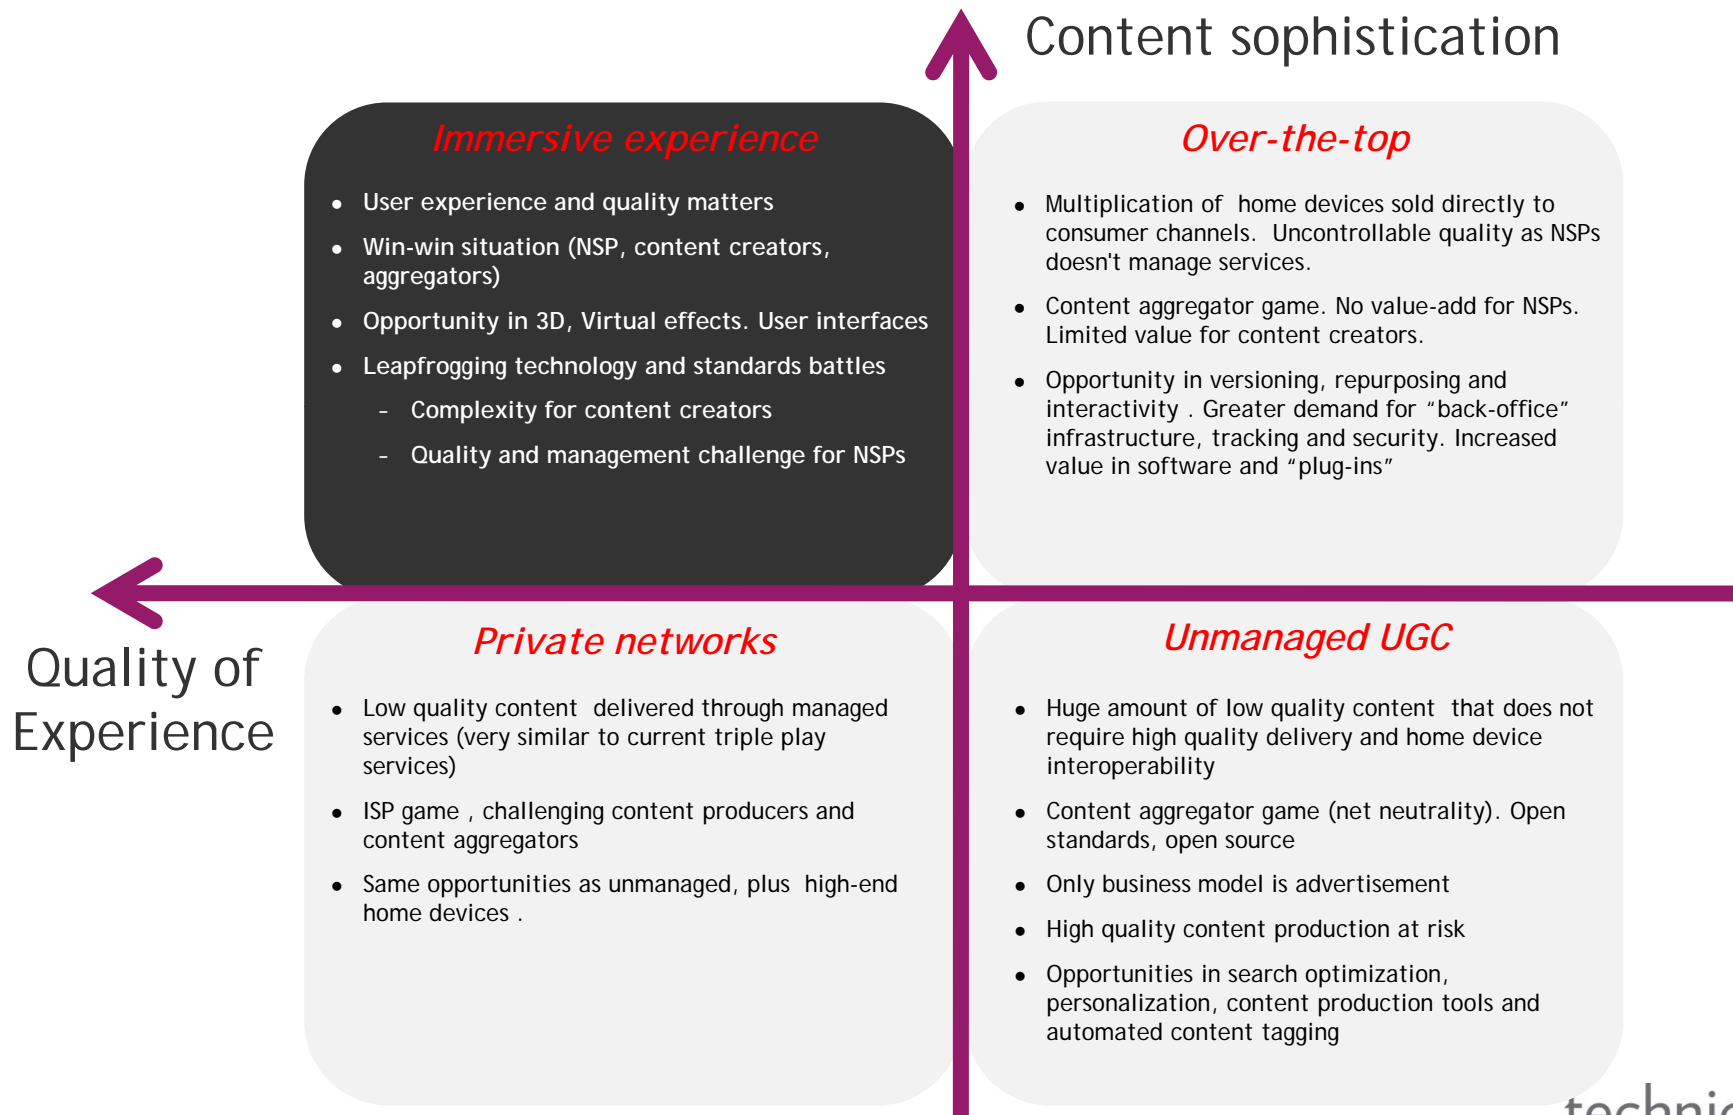 Content sophistication
Immersive experience
• User experience and quality matters
• Win-win situation (NSP, content creators,
aggregators)
• Opportunity in 3D, Virtual effects. User interfaces
• Leapfrogging technology and standards battles
– Complexity for content creators
– Quality and management challenge for NSPs
Over-the-top
• Multiplication of home devices sold directly to
consumer channels. Uncontrollable quality as NSPs
doesn't manage services.
• Content aggregator game. No value-add for NSPs.
Limited value for content creators.
• Opportunity in versioning, repurposing and
interactivity . Greater demand for “back-office”
infrastructure, tracking and security. Increased
value in software and “plug-ins”
Quality of
Experience
Private networks
• Low quality content delivered through managed
services (very similar to current triple play
services)
• ISP game , challenging content producers and
content aggregators
• Same opportunities as unmanaged, plus high-end
home devices .
Unmanaged UGC
• Huge amount of low quality content that does not
require high quality delivery and home device
interoperability
• Content aggregator game (net neutrality). Open
standards, open source
• Only business model is advertisement
• High quality content production at risk
• Opportunities in search optimization,
personalization, content production tools and
automated content tagging